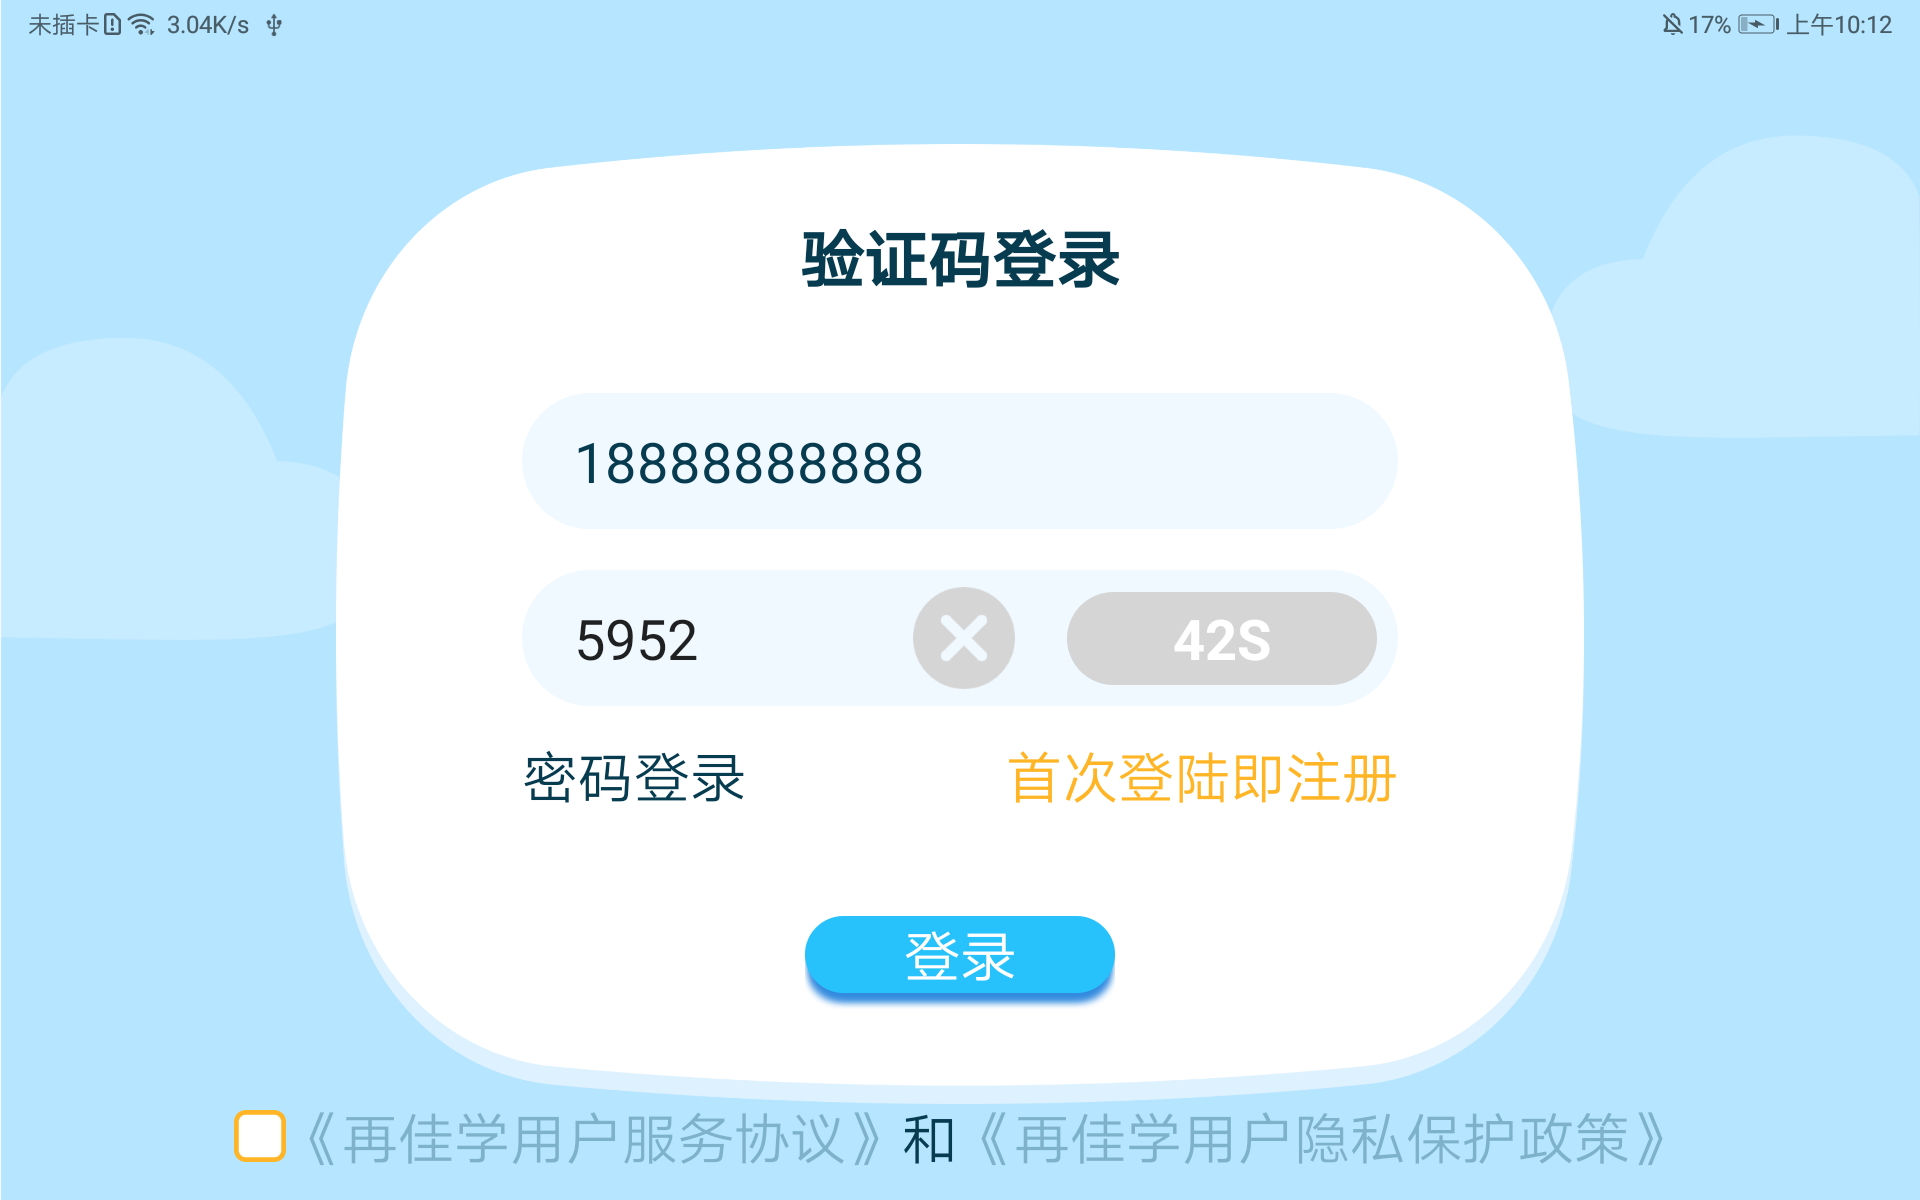 未插卡 3.04K/s 17% 上午10:12
验证码登录
18888888888
5952 42S
密码登录 首次登陆即注册
登录
《再佳学用户服务协议》和《再佳学用户隐私保护政策》